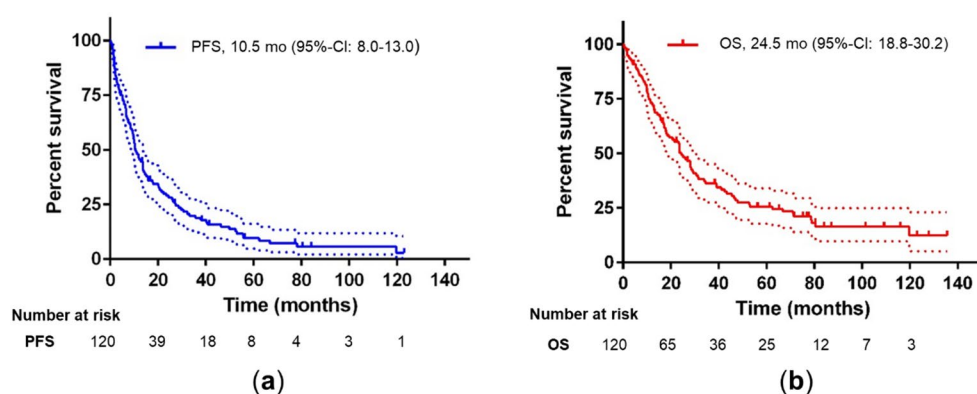 PFS, 10.5 mo (95%-CI: 8.0-13.0)
100
75
50
25
0
Percent survival
0 20 40 60 80 100 120 140
Time (months)
Number at risk
PFS 120 39 18 8 4 3 1
(a)
OS, 24.5 mo (95%-CI: 18.8-30.2)
100
75
50
25
0
Percent survival
0 20 40 60 80 100 120 140
Time (months)
Number at risk
OS 120 65 36 25 12 7 3
(b)